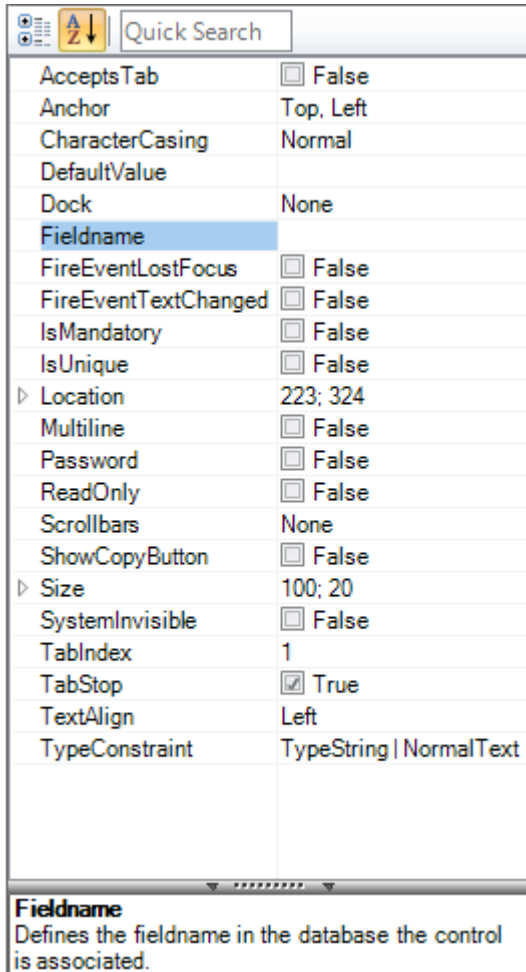 Quick Search
AcceptsTab False
Anchor Top, Left
CharacterCasing Normal
DefaultValue
Dock None
Fieldname
FireEventLostFocus False
FireEventTextChanged False
IsMandatory False
IsUnique False
Location 223; 324
Multiline False
Password False
ReadOnly False
Scrollbars None
ShowCopyButton False
Size 100; 20
SystemInvisible False
TabIndex 1
TabStop True
TextAlign Left
TypeConstraint TypeString|NormalText
Fieldname
Defines the fieldname in the database the control
is associated.